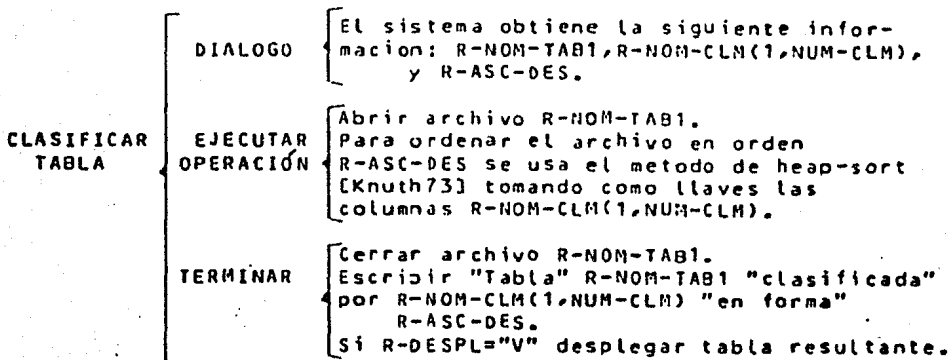 DIALOGO
El sistema obtiene la siguiente infor-
macion: R-NOM-TAB1,R-NOM-CLM(1,NUM-CLM),
y R-ASC-DES.
CLASIFICAR
TABLA
EJECUTAR
OPERACIÓN
Abrir archivo R-NOM-TAB1.
Para ordenar el archivo en orden
R-ASC-DES se usa el metodo de heap-sort
[Knuth73] tomando como llaves las
columnas R-NOM-CLM(1,NUM-CLM).
TERMINAR
Cerrar archivo R-NOM-TAB1.
Escribir "Tabla" R-NOM-TAB1 "clasificada"
por R-NOM-CLM(1,NUM-CLM) "en forma"
R-ASC-DES.
Si R-DESPL="V" desplegar tabla resultante.